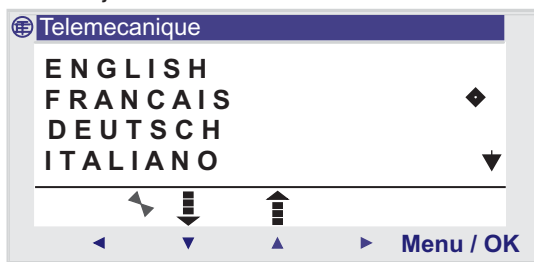 Telemecanique
ENGLISH
FRANCAIS
DEUTSCH
ITALIANO
Menu / OK